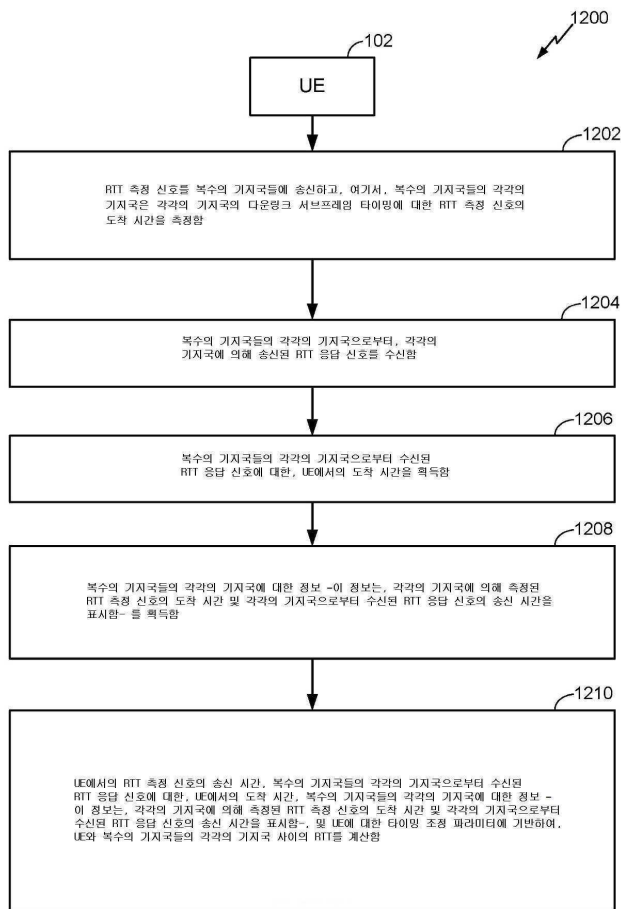 1200
102
UE
1202
RTT 측정 신호를 복수의 기지국들에 송신하고, 여기서, 복수의 기지국들의 각각의
기지국은 각각의 기지국의 다운링크 서브프레임 타이밍에 대한 RTT 측정 신호의
도착 시간을 측정함
1204
복수의 기지국들의 각각의 기지국으로부터, 각각의
기지국에 의해 송신된 RTT 응답 신호를 수신함
1206
복수의 기지국들의 각각의 기지국으로부터 수신된
RTT 응답 신호에 대한, UE에서의 도착 시간을 획득함
1208
복수의 기지국들의 각각의 기지국에 대한 정보 -이 정보는, 각각의 기지국에 의해 측정된
RTT 측정 신호의 도착 시간 및 각각의 기지국으로부터 수신된 RTT 응답 신호의 송신 시간을
표시함- 를 획득함
1210
UE에서의 RTT 측정 신호의 송신 시간, 복수의 기지국들의 각각의 기지국으로부터 수신된
RTT 응답 신호에 대한, UE에서의 도착 시간, 복수의 기지국들의 각각의 기지국에 대한 정보 -
이 정보는, 각각의 기지국에 의해 측정된 RTT 측정 신호의 도착 시간 및 각각의 기지국으로부터
수신된 RTT 응답 신호의 송신 시간을 표시함-, 및 UE에 대한 타이밍 조정 파라미터에 기반하여,
UE와 복수의 기지국들의 각각의 기지국 사이의 RTT를 계산함